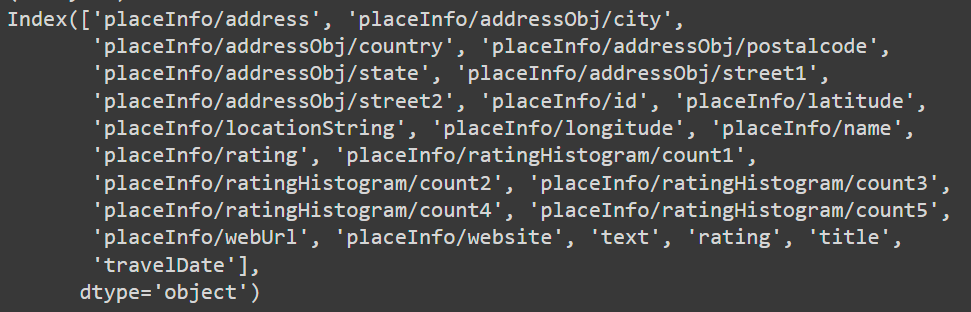 Index(['placeInfo/address', 'placeInfo/addressObj/city',
'placeInfo/addressObj/country', 'placeInfo/addressObj/postalcode',
'placeInfo/addressObj/state', 'placeInfo/addressObj/street1',
'placeInfo/addressObj/street2', 'placeInfo/id', 'placeInfo/latitude',
'placeInfo/locationString', 'placeInfo/longitude', 'placeInfo/name',
'placeInfo/rating', 'placeInfo/ratingHistogram/count1',
'placeInfo/ratingHistogram/count2', 'placeInfo/ratingHistogram/count3',
'placeInfo/ratingHistogram/count4', 'placeInfo/ratingHistogram/count5',
'placeInfo/webUrl', 'placeInfo/website', 'text', 'rating', 'title',
'travelDate'],
dtype='object')